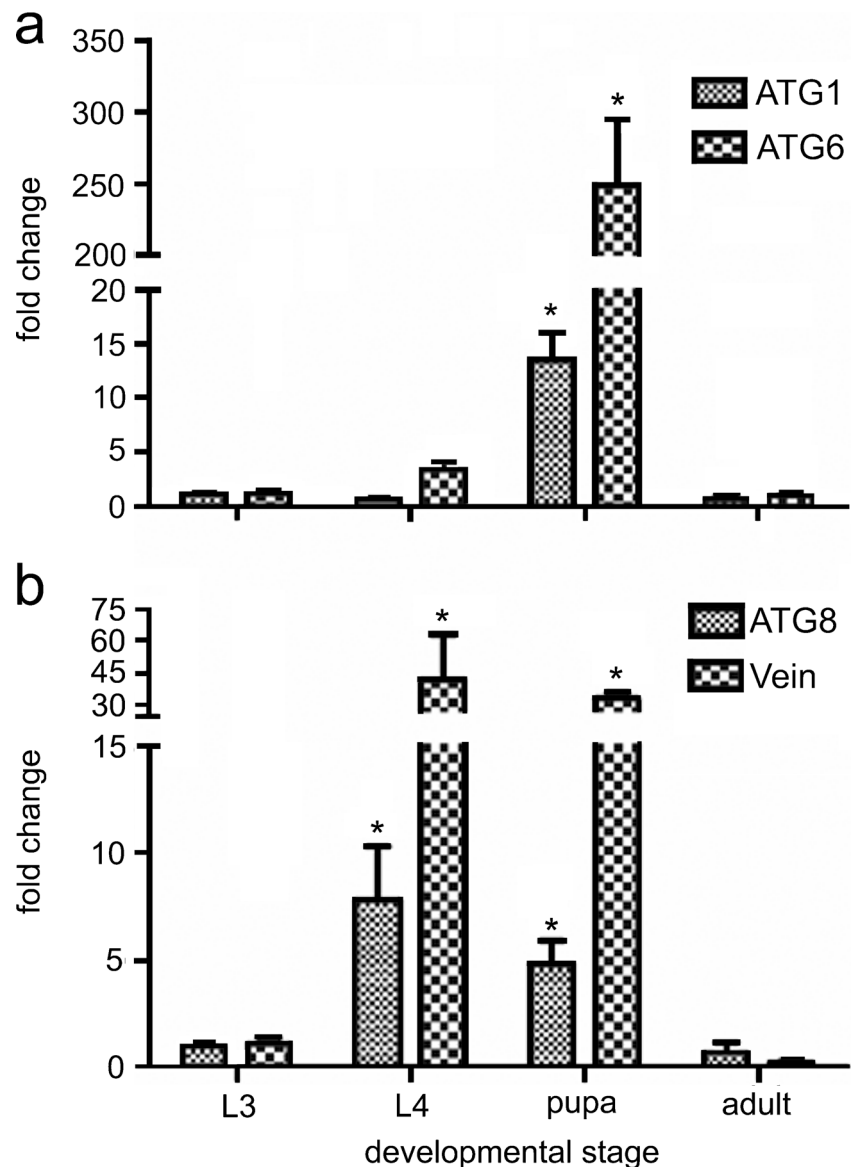 a
350
300
250
200
20
15
10
5
0
fold change
ATG1
ATG6
*
*
b
75
60
45
30
15
10
5
0
fold change
ATG8
Vein
*
*
*
*
L3 L4 pupa adult
developmental stage